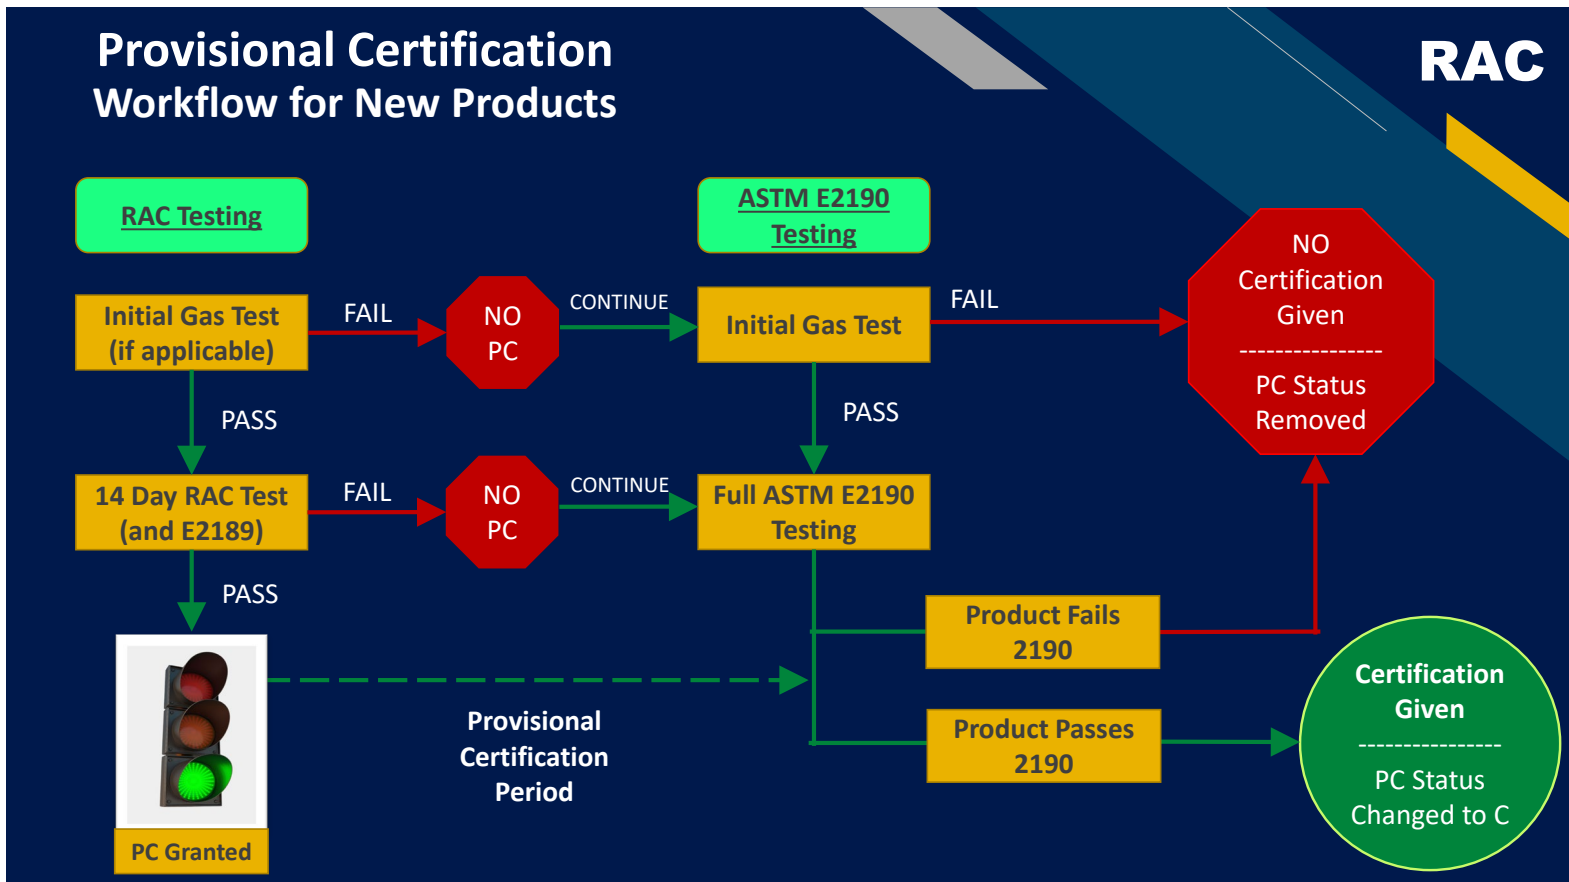 Provisional Certification
Workflow for New Products
RAC
RAC Testing
ASTM E2190
Testing
Initial Gas Test
(if applicable)
FAIL
NO
PC
CONTINUE
Initial Gas Test
FAIL
NO
Certification
Given
----------------
PC Status
Removed
PASS
PASS
14 Day RAC Test
(and E2189)
FAIL
NO
PC
CONTINUE
Full ASTM E2190
Testing
PASS
Product Fails
2190
Provisional
Certification
Period
Product Passes
2190
Certification
Given
----------------
PC Status
Changed to C
PC Granted